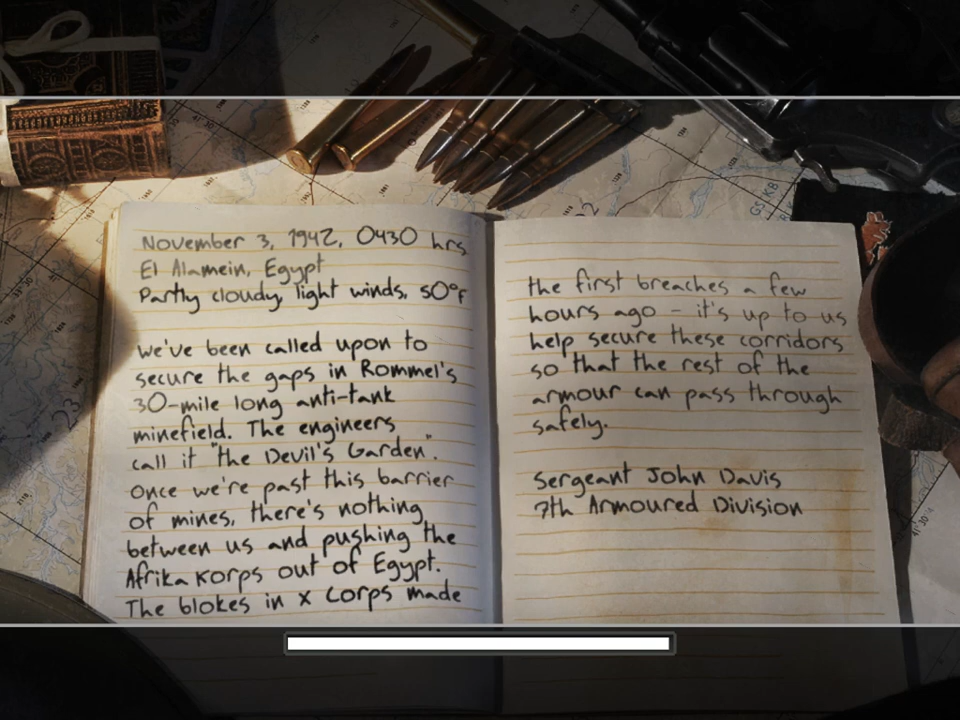 November 3, 1942, 0430 hrs
El Alamein, Egypt
Partly cloudy, light winds, 50°F
We've been called upon to
secure the gaps in Rommel's
30-mile long anti-tank
minefield. The engineers
call it "the Devil's Garden".
Once we're past this barrier
of mines, there's nothing
between us and pushing the
Afrika Korps out of Egypt.
The blokes in X Corps made
the first breaches a few
hours ago - it's up to us
help secure these corridors
so that the rest of the
armour can pass through
safely.
Sergeant John Davis
7th Armoured Division